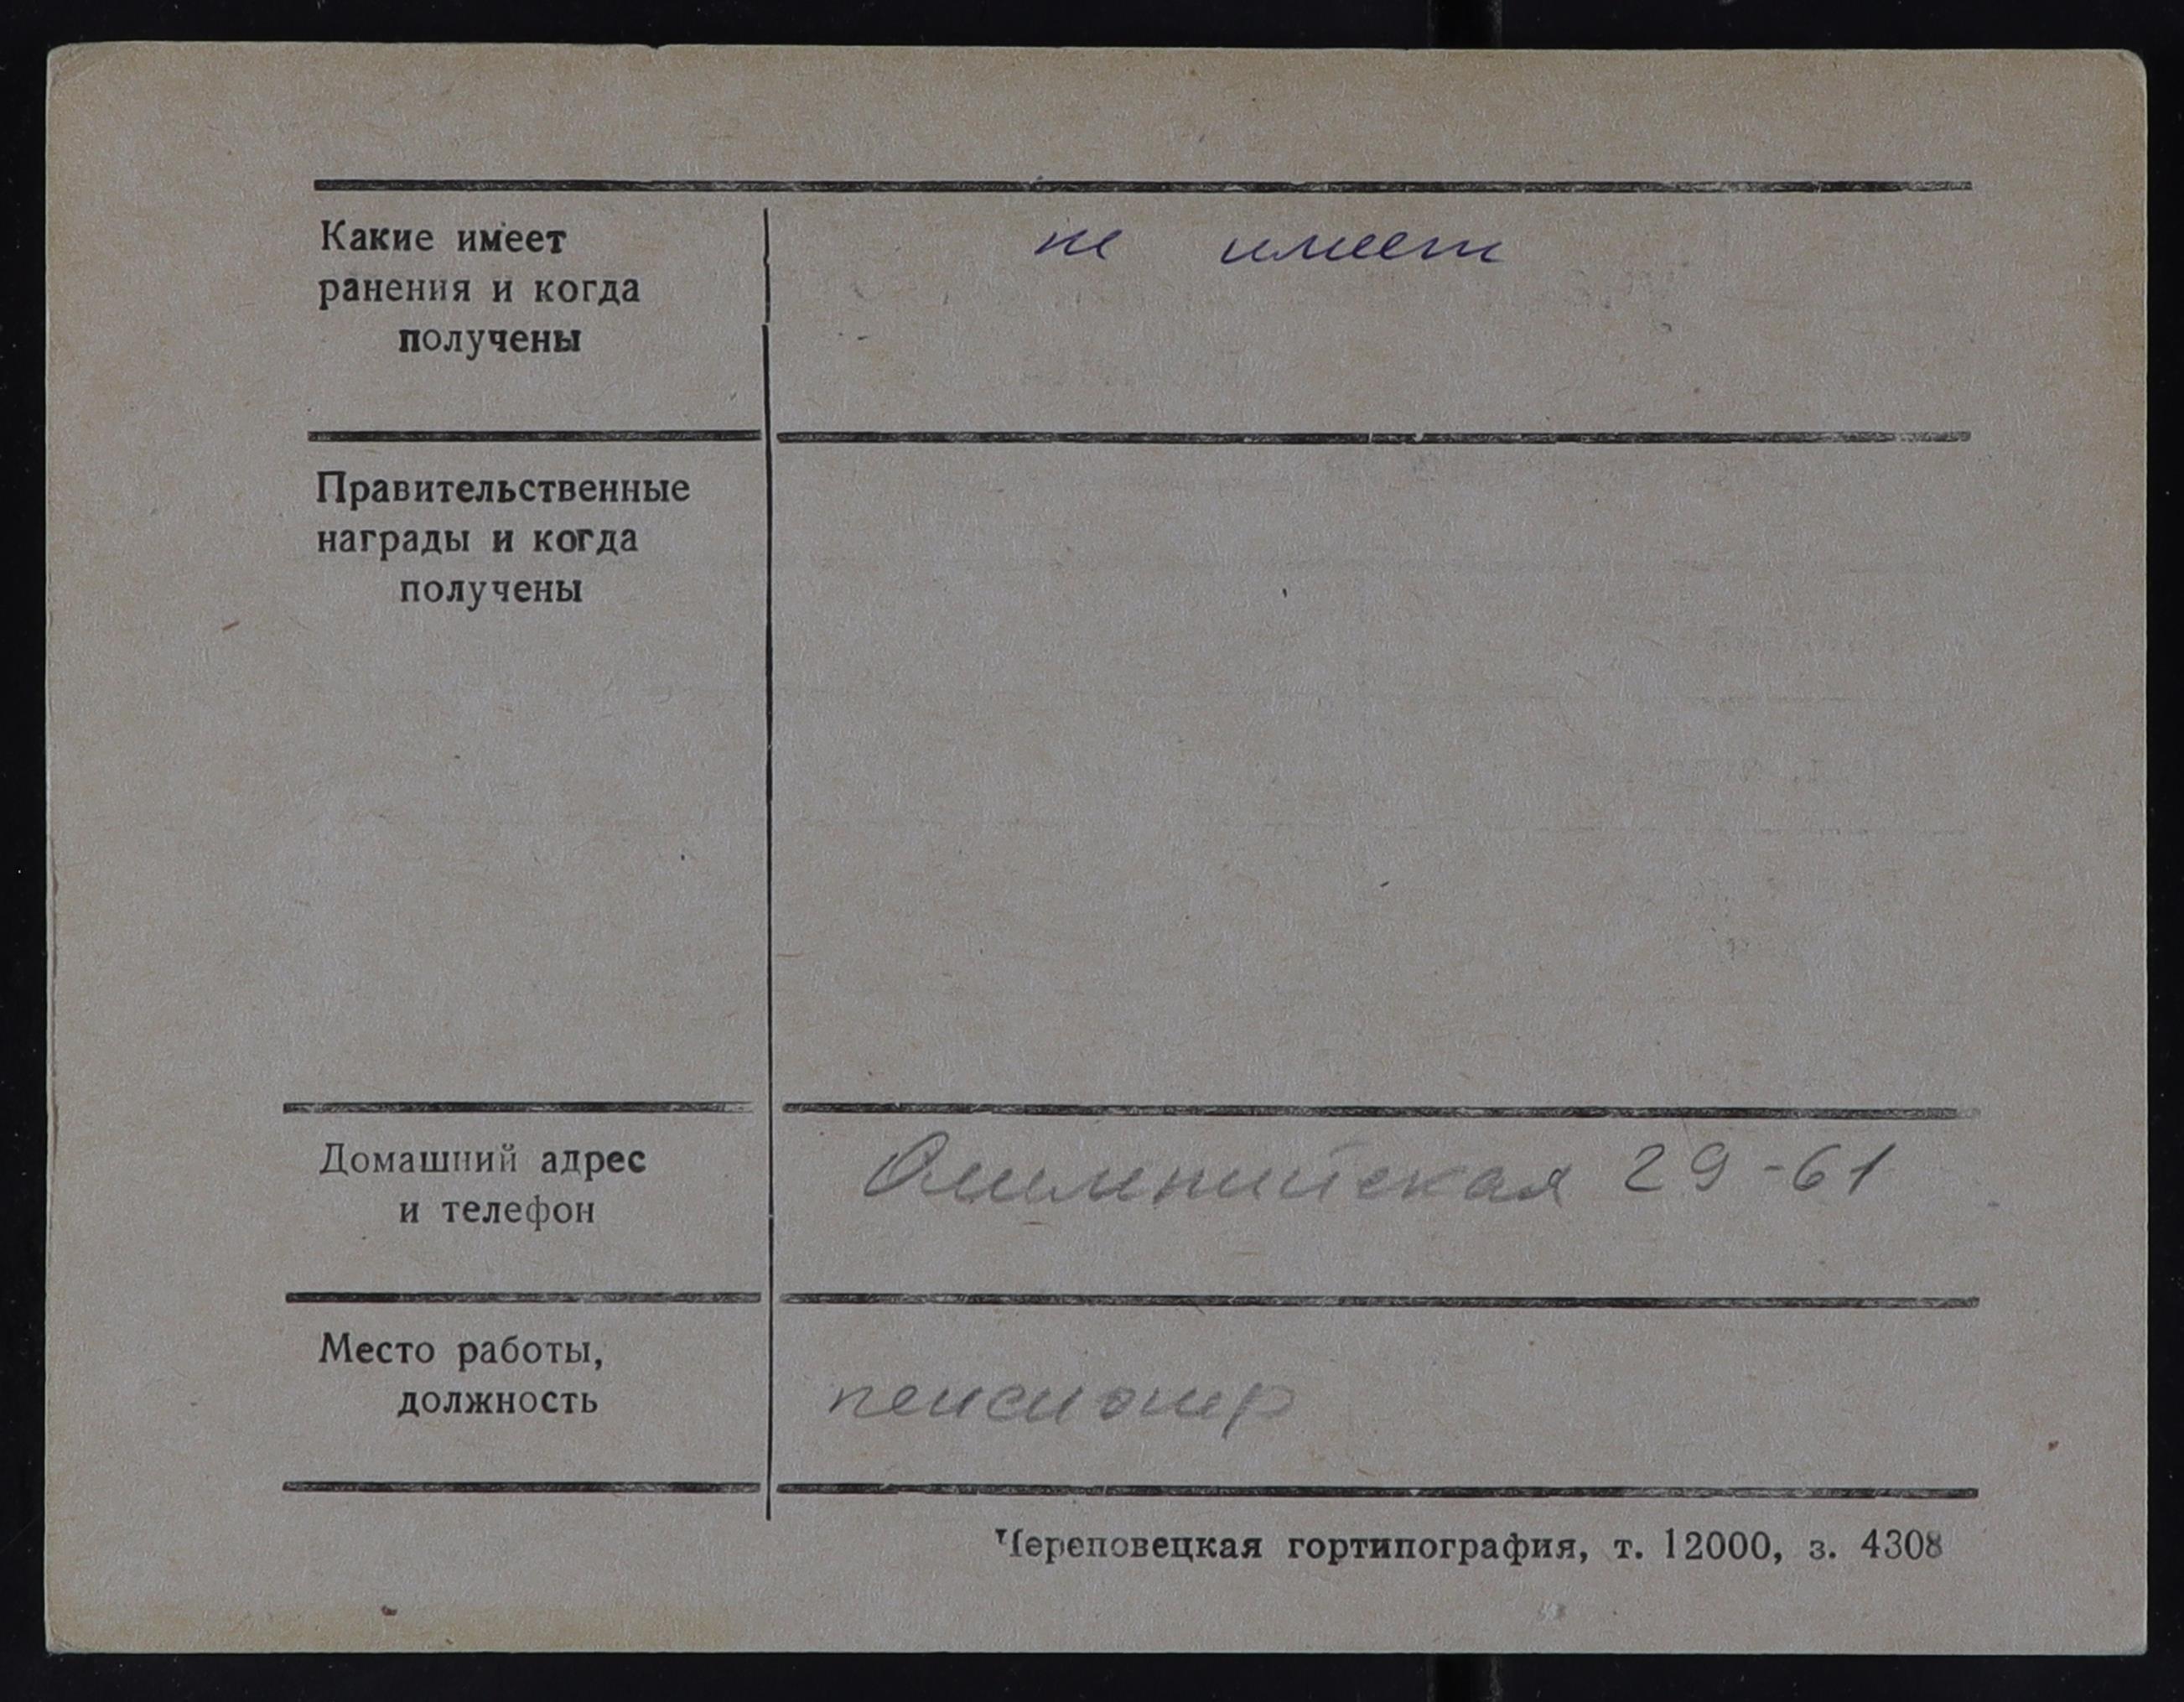 Какие имеет
не имеет
ранения и когда
получены
Правительственные
награды и когда
получены
Домашний адрес
Олимпийская 29-61
и телефон
Место работы,
должность
пенсионер
Череповецкая гортипография, т. 12000, з. 4308